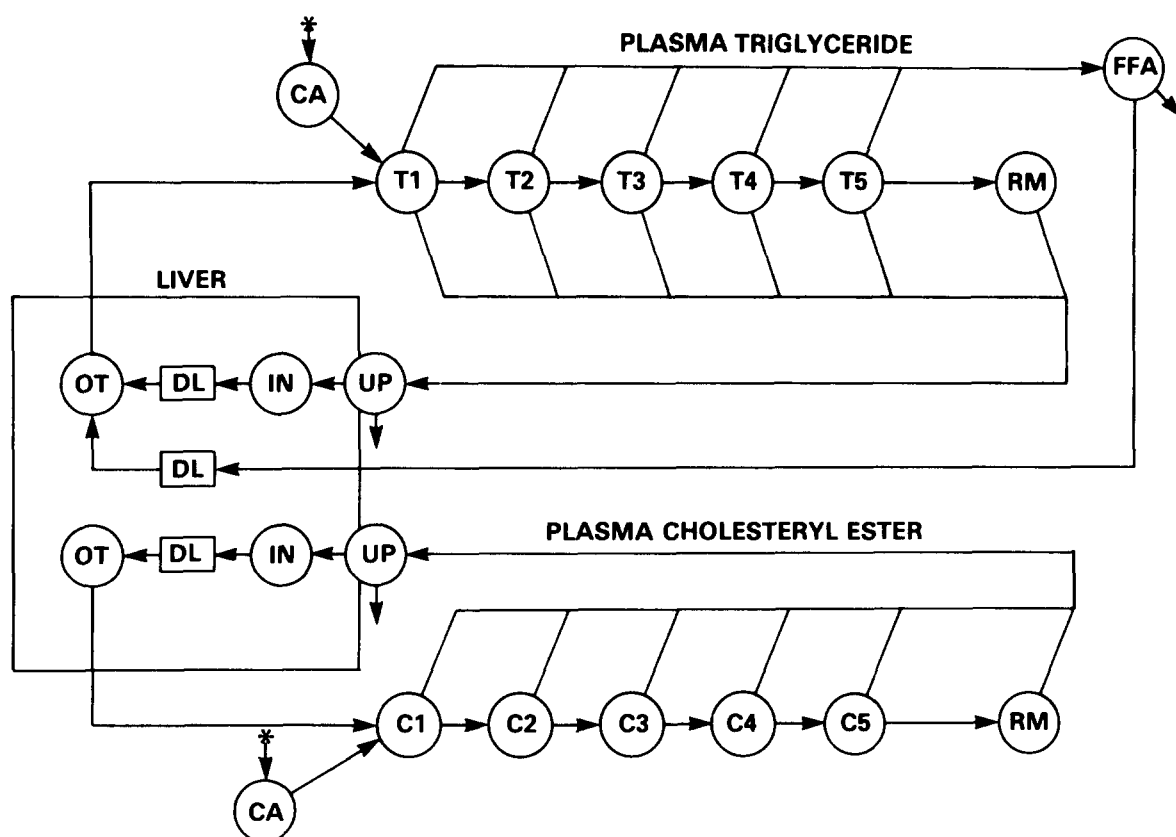 *
PLASMA TRIGLYCERIDE
FFA
CA
T1
T2
T3
T4
T5
RM
LIVER
OT
DL
IN
UP
DL
PLASMA CHOLESTERYL ESTER
OT
DL
IN
UP
C1
C2
C3
C4
C5
RM
*
CA